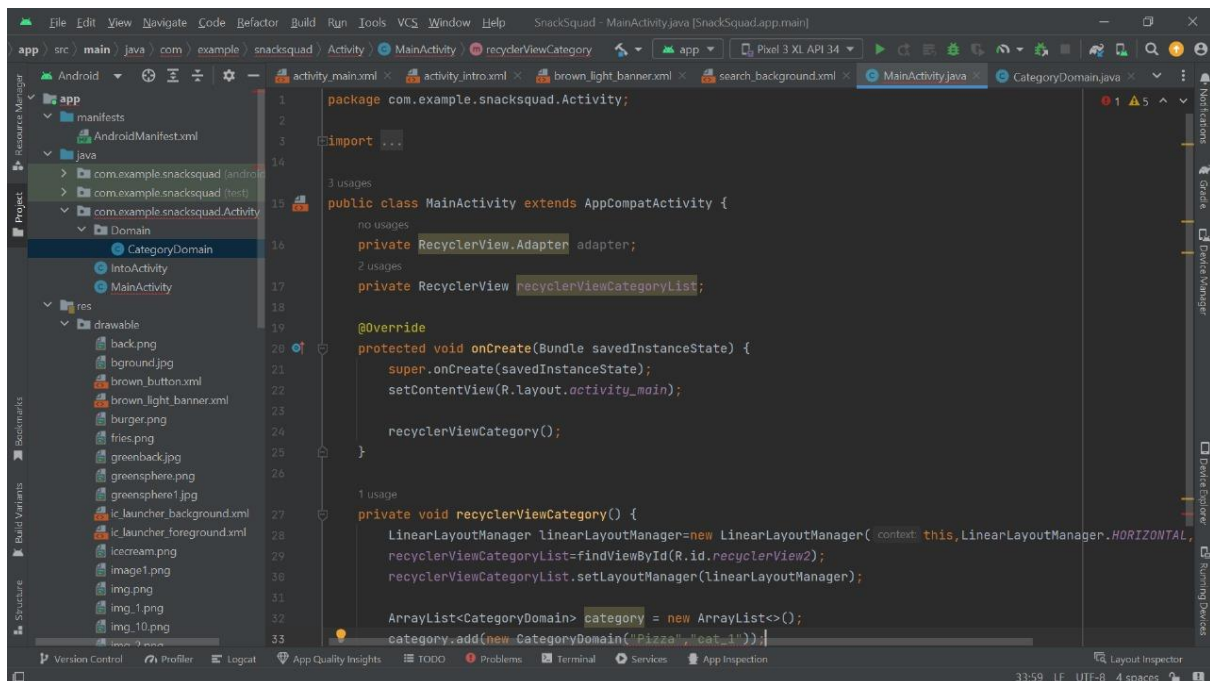 File Edit View Navigate Code Refactor Build Run Tools VCS Window Help SnackSquad - MainActivity.java [SnackSquad.app.main]
app src main java com example snacksquad Activity MainActivity recyclerViewCategory app Pixel 3 XL API 34
Android
activity_main.xml activity_intro.xml brown_light_banner.xml search_background.xml MainActivity.java CategoryDomain.java
Resource Manager
Project
Bookmarks
Build Variants
Structure
app
manifests
AndroidManifest.xml
java
com.example.snacksquad (android
com.example.snacksquad (test)
com.example.snacksquad.Activity
Domain
CategoryDomain
IntoActivity
MainActivity
res
drawable
back.png
bground.jpg
brown_button.xml
brown_light_banner.xml
burger.png
fries.png
greenback.jpg
greensphere.png
greensphere1.jpg
ic_launcher_background.xml
ic_launcher_foreground.xml
icecream.png
image1.png
img.png
img_1.png
img_10.png
img_2.png
1 package com.example.snacksquad.Activity;
2
3 import ...
14
3 usages
15 public class MainActivity extends AppCompatActivity {
no usages
16 private RecyclerView.Adapter adapter;
2 usages
17 private RecyclerView recyclerViewCategoryList;
18
19 @Override
20 protected void onCreate(Bundle savedInstanceState) {
21 super.onCreate(savedInstanceState);
22 setContentView(R.layout.activity_main);
23
24 recyclerViewCategory();
25 }
26
1 usage
27 private void recyclerViewCategory() {
28 LinearLayoutManager linearLayoutManager=new LinearLayoutManager( context: this,LinearLayoutManager.HORIZONTAL,
29 recyclerViewCategoryList=findViewById(R.id.recyclerView2);
30 recyclerViewCategoryList.setLayoutManager(linearLayoutManager);
31
32 ArrayList<CategoryDomain> category = new ArrayList<>();
33 category.add(new CategoryDomain("Pizza","cat_1"));
1 5
Notifications
Gradle
Device Manager
Device Explorer
Running Devices
Version Control Profiler Logcat App Quality Insights TODO Problems Terminal Services App Inspection Layout Inspector
33:59 LF UTF-8 4 spaces